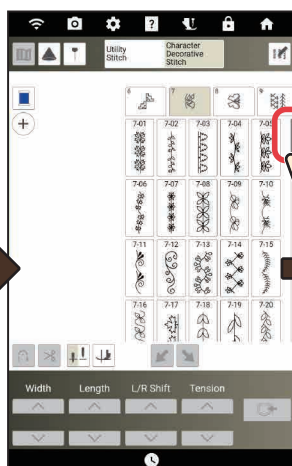 Utility
Stitch
Character
Decorative
Stitch
6 7 8 9
7-01 7-02 7-03 7-04 7-05
7-06 7-07 7-08 7-09 7-10
7-11 7-12 7-13 7-14 7-15
7-16 7-17 7-18 7-19 7-20
Width Length L/R Shift Tension